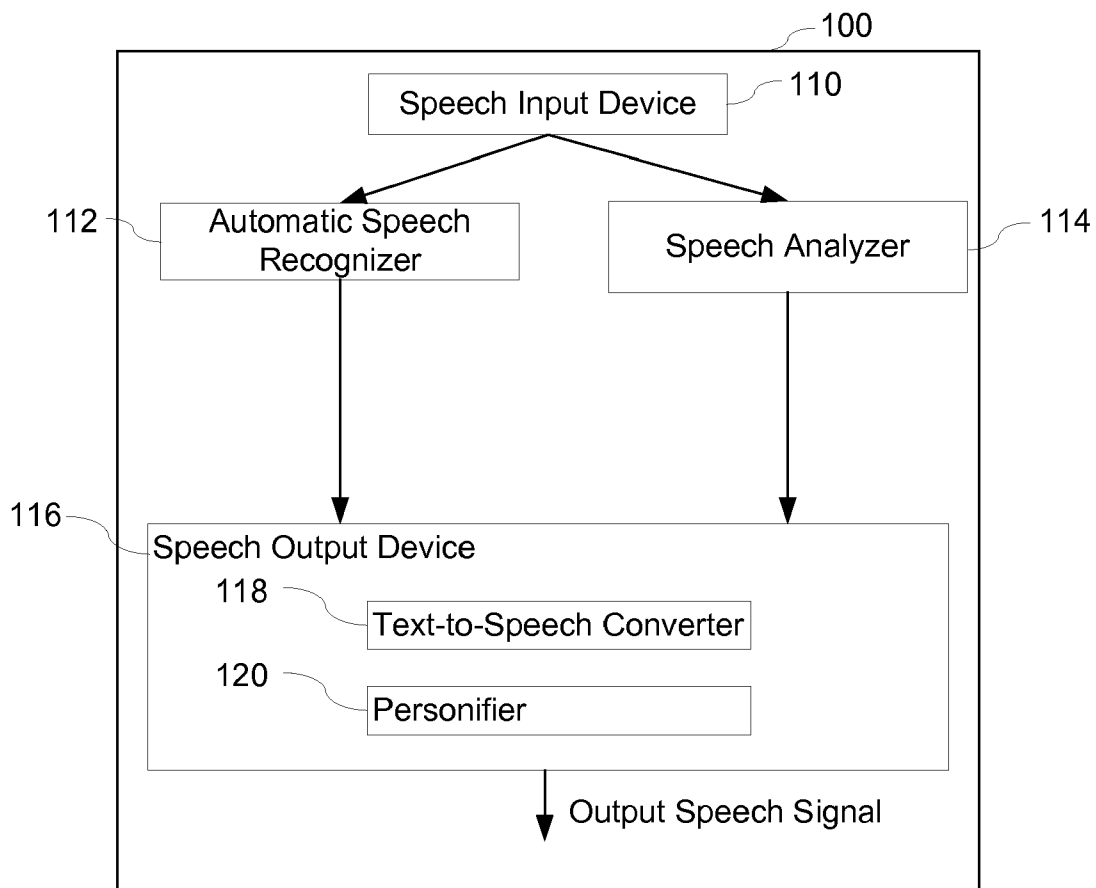 100
Speech Input Device
110
112
Automatic Speech
Recognizer
Speech Analyzer
114
116
Speech Output Device
118
Text-to-Speech Converter
120
Personifier
Output Speech Signal